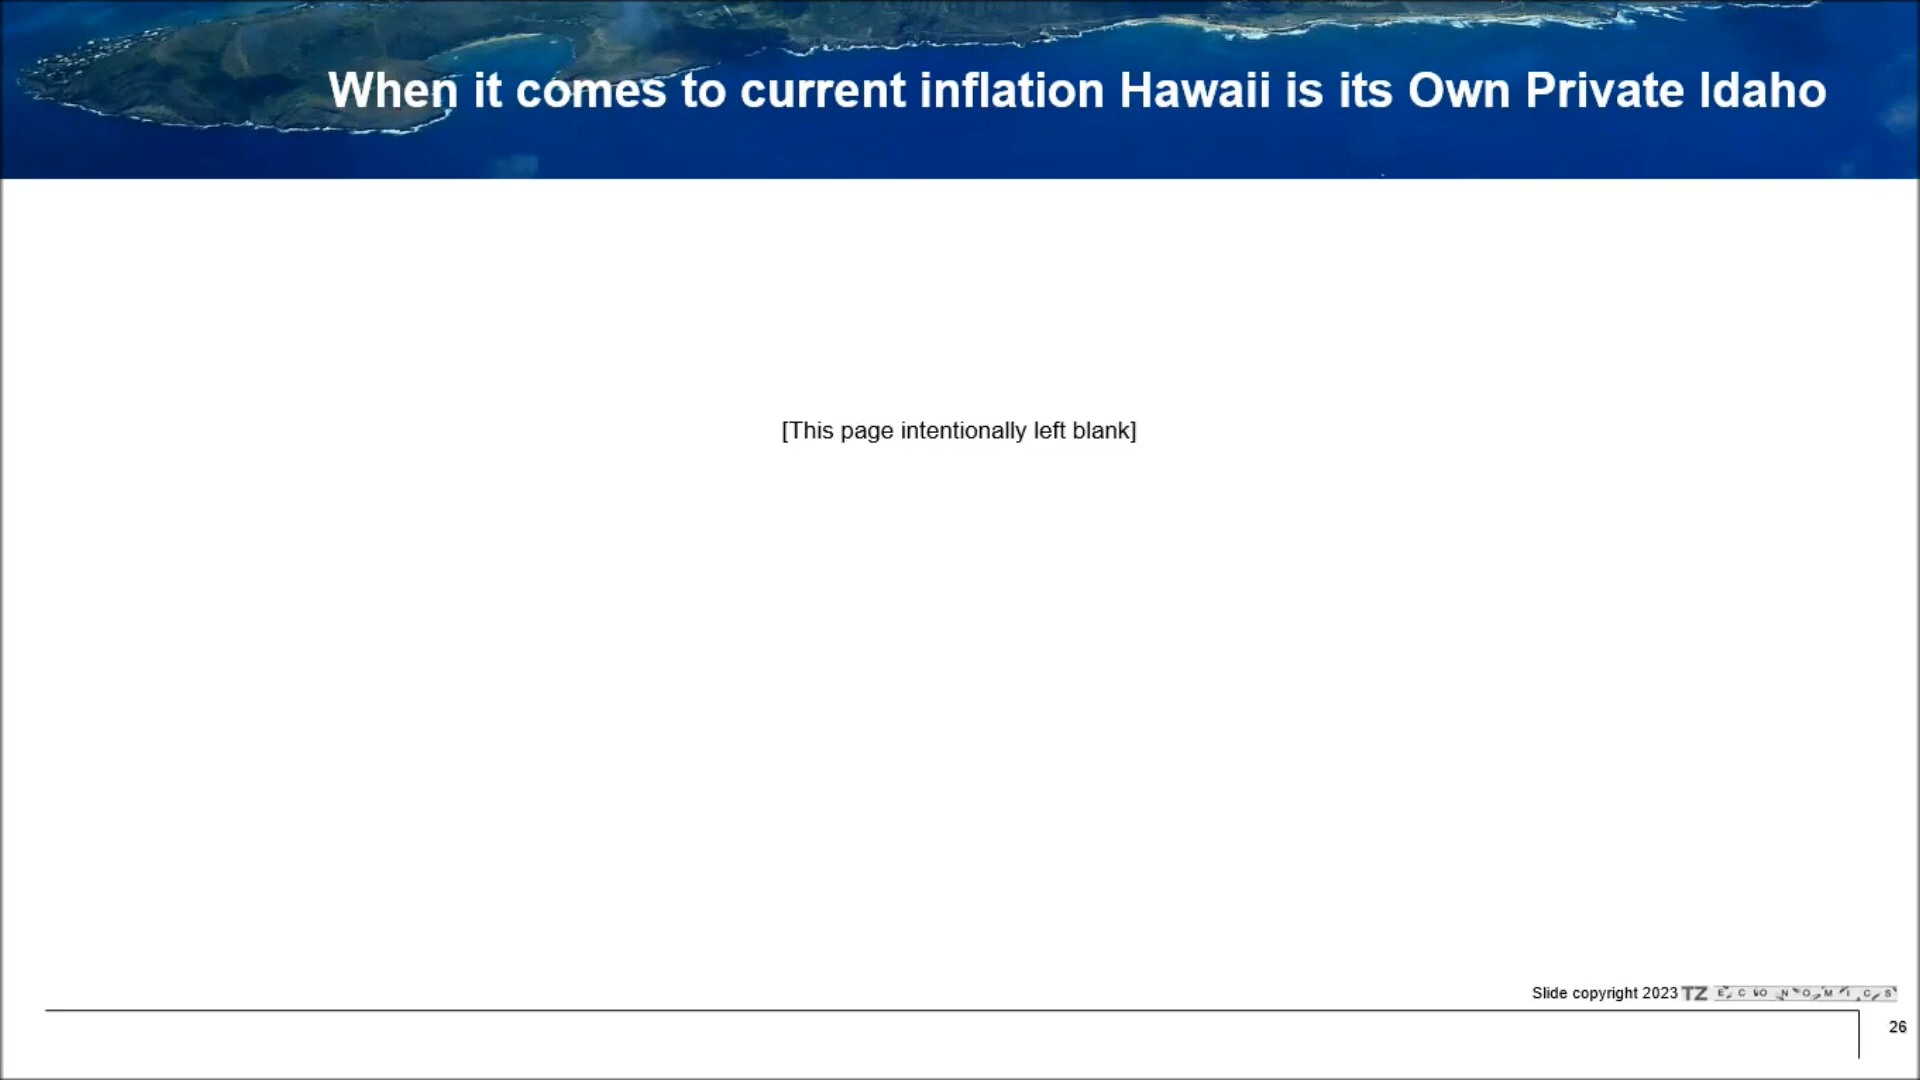 When it comes to current inflation Hawaii is its Own Private Idaho
[This page intentionally left blank]
Slide copyright 2023 TZ ECONOMICS
26